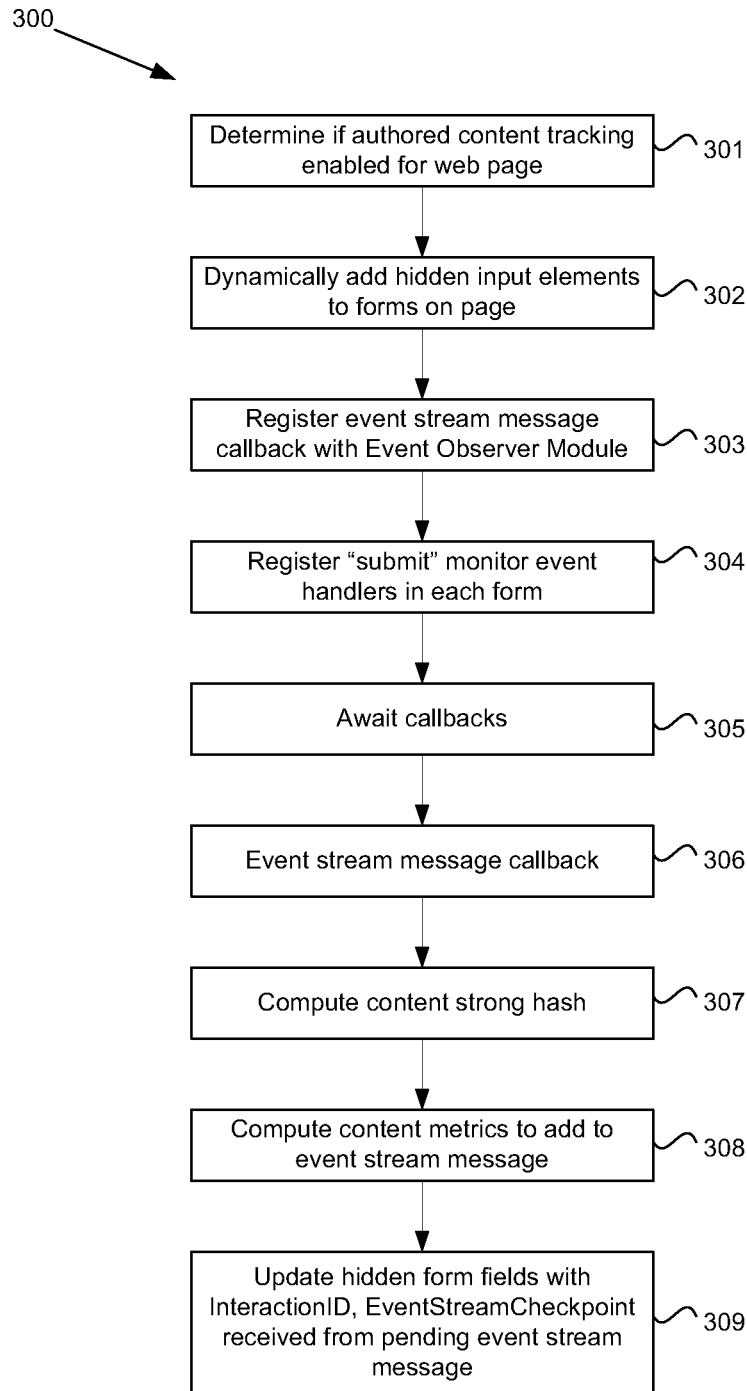 300
Determine if authored content tracking
enabled for web page
301
Dynamically add hidden input elements
to forms on page
302
Register event stream message
callback with Event Observer Module
303
Register “submit” monitor event
handlers in each form
304
Await callbacks
305
Event stream message callback
306
Compute content strong hash
307
Compute content metrics to add to
event stream message
308
Update hidden form fields with
InteractionID, EventStreamCheckpoint
received from pending event stream
message
309